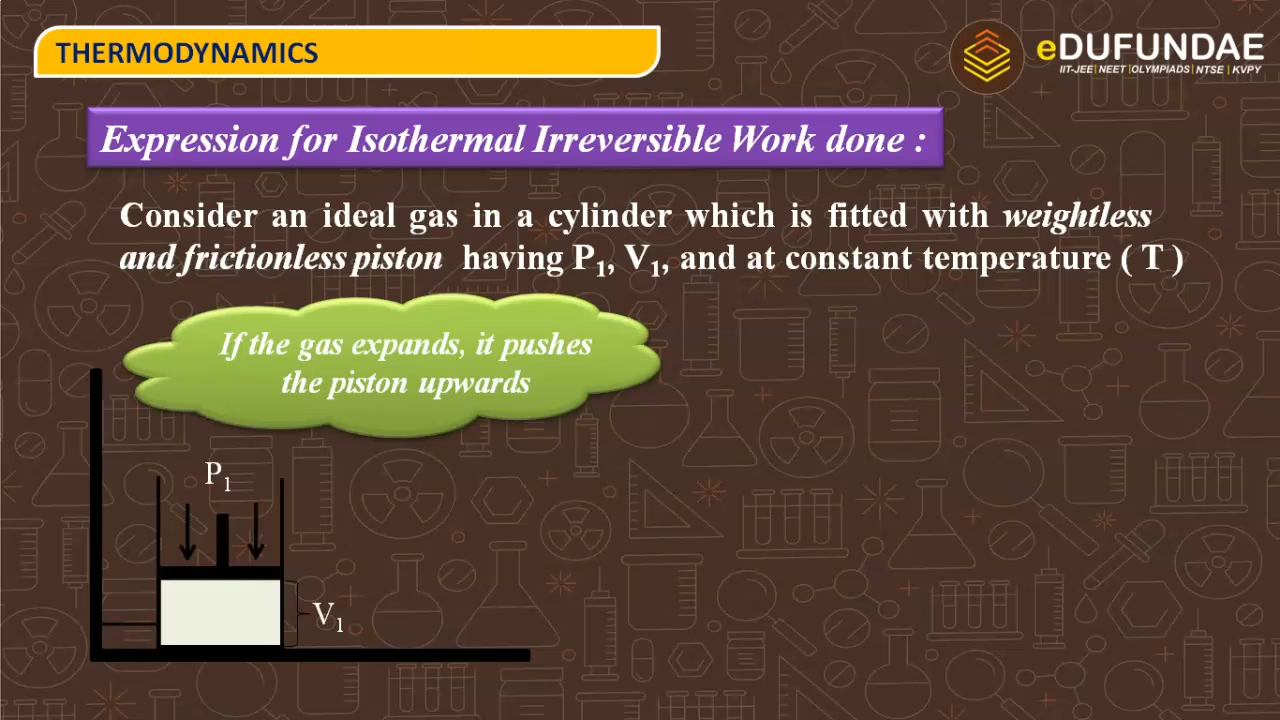 THERMODYNAMICS
eDUFUNDAE
IIT-JEE| NEET |OLYMPIADS| NTSE | KVPY
Expression for Isothermal Irreversible Work done :
Consider an ideal gas in a cylinder which is fitted with weightless
and frictionless piston having P₁, V₁, and at constant temperature ( T )
If the gas expands, it pushes
the piston upwards
P₁
V₁